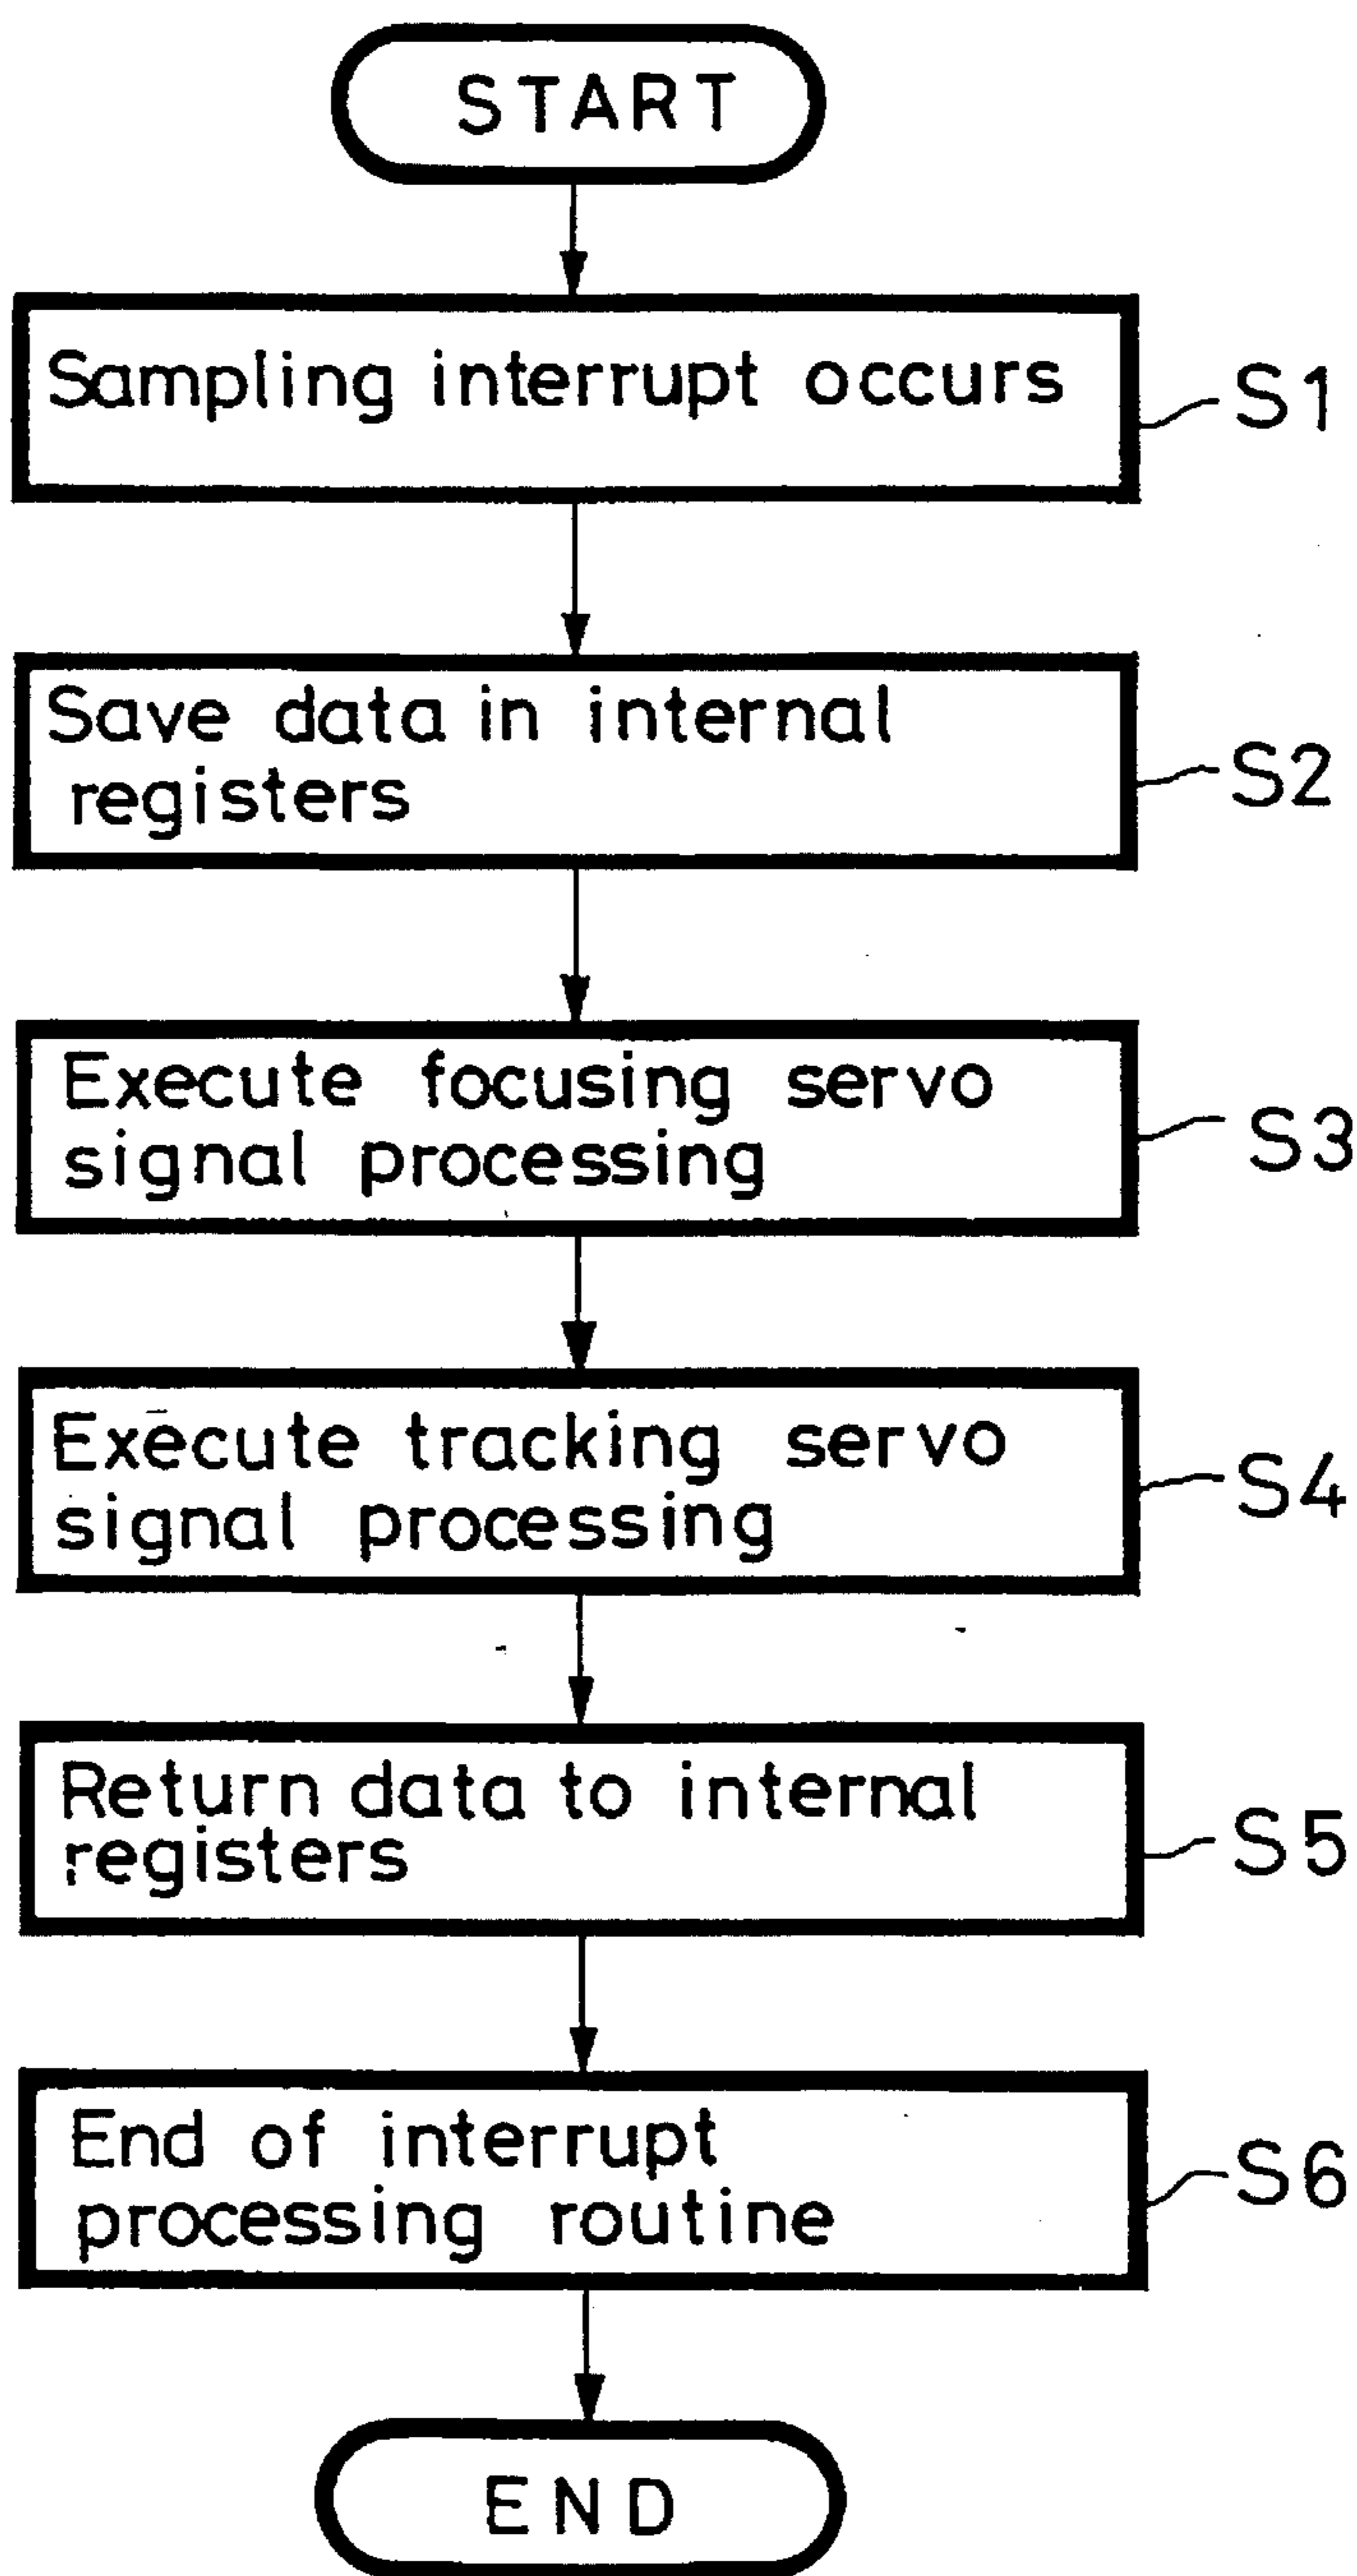 START
Sampling interrupt occurs
S1
Save data in internal
registers
S2
Execute focusing servo
signal processing
S3
Execute tracking servo
signal processing
S4
Return data to internal
registers
S5
End of interrupt
processing routine
S6
END